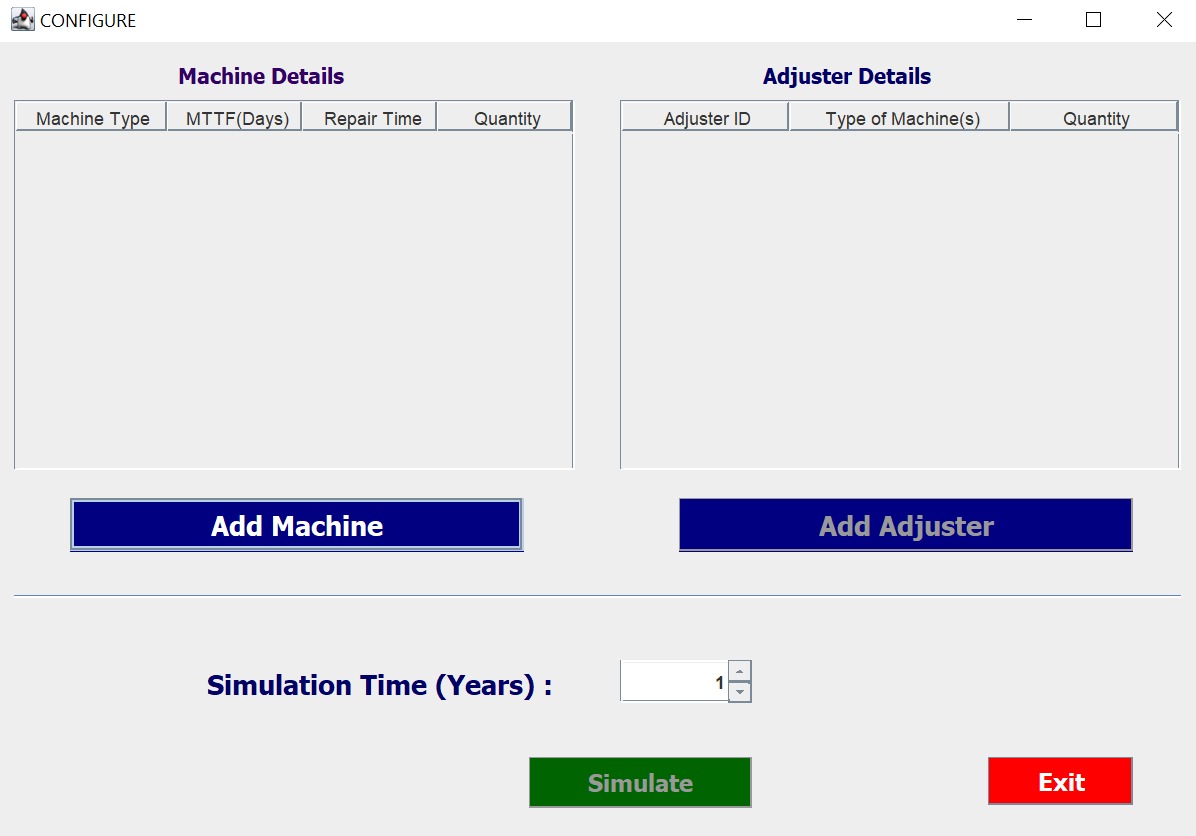 CONFIGURE
Machine Details
Adjuster Details
Machine Type MTTF(Days) Repair Time Quantity
Adjuster ID Type of Machine(s) Quantity
Add Machine
Add Adjuster
Simulation Time (Years) : 1
Simulate
Exit